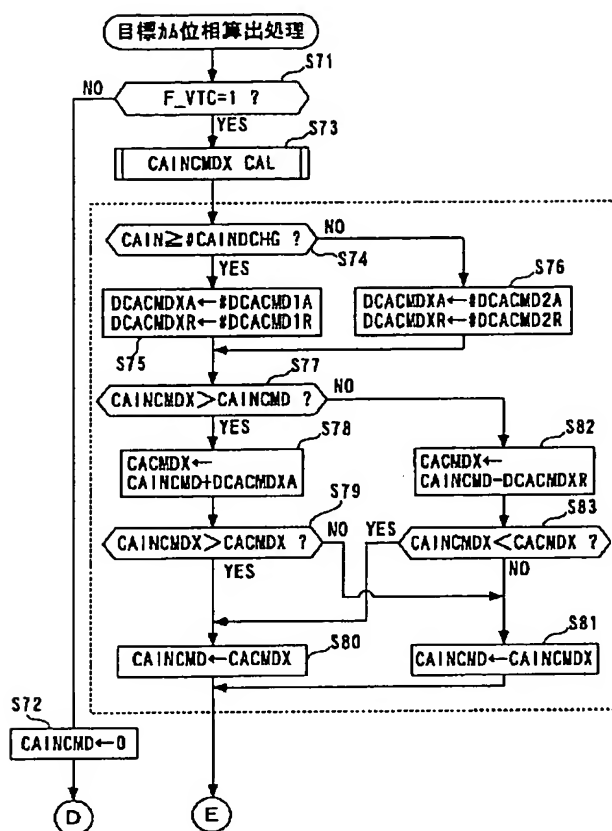 目標カム位相算出処理
S71
NO
F_VTC=1 ?
YES
S73
CAINCMDX CAL
CAIN≧#CAINDCHG ?
NO
S74
YES
S76
DCACMDXA←#DCACMD1A
DCACMDXR←#DCACMD1R
DCACMDXA←#DCACMD2A
DCACMDXR←#DCACMD2R
S75
S77
CAINCMDX>CAINCMD ?
NO
YES
S78
S82
CACMDX←
CAINCMD+DCACMDXA
CACMDX←
CAINCMD-DCACMDXR
S79
S83
CAINCMDX>CACMDX ?
NO
YES
CAINCMDX<CACMDX ?
YES
NO
S80
S81
CAINCMD←CACMDX
CAINCMD←CAINCMDX
S72
CAINCMD←0
D
E